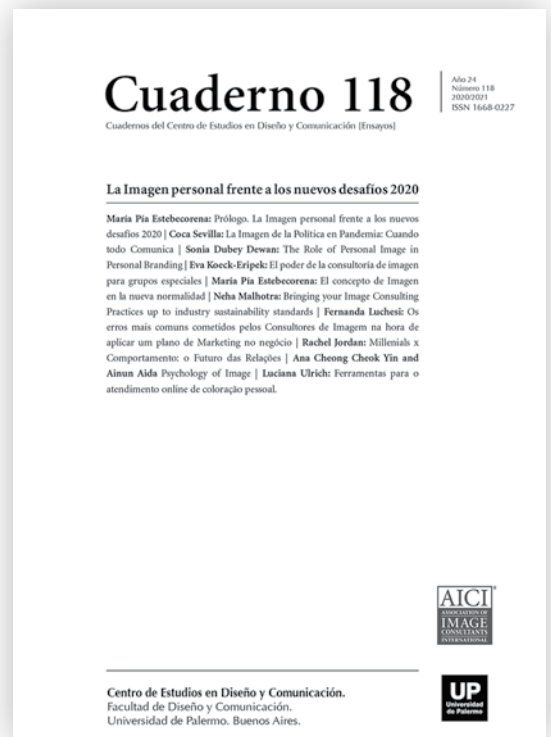 Cuaderno 118
Cuadernos del Centro de Estudios en Diseño y Comunicación [Ensayos]
Año 24
Número 118
2020/2021
ISSN 1668-0227
La Imagen personal frente a los nuevos desafíos 2020
María Pía Estebecorena: Prólogo. La Imagen personal frente a los nuevos
desafíos 2020 | Coca Sevilla: La Imagen de la Política en Pandemia: Cuando
todo Comunica | Sonia Dubey Dewan: The Role of Personal Image in
Personal Branding | Eva Koeck-Eripek: El poder de la consultoría de imagen
para grupos especiales | María Pía Estebecorena: El concepto de Imagen
en la nueva normalidad | Neha Malhotra: Bringing your Image Consulting
Practices up to industry sustainability standards | Fernanda Luchesi: Os
erros mais comuns cometidos pelos Consultores de Imagem na hora de
aplicar um plano de Marketing no negócio | Rachel Jordan: Millenials x
Comportamento: o Futuro das Relações | Ana Cheong Cheok Yin and
Ainun Aida Psychology of Image | Luciana Ulrich: Ferramentas para o
atendimento online de coloração pessoal.
AICI
ASSOCIATION OF
IMAGE
CONSULTANTS
INTERNATIONAL
Centro de Estudios en Diseño y Comunicación.
Facultad de Diseño y Comunicación.
Universidad de Palermo. Buenos Aires.
UP
Universidad
de Palermo